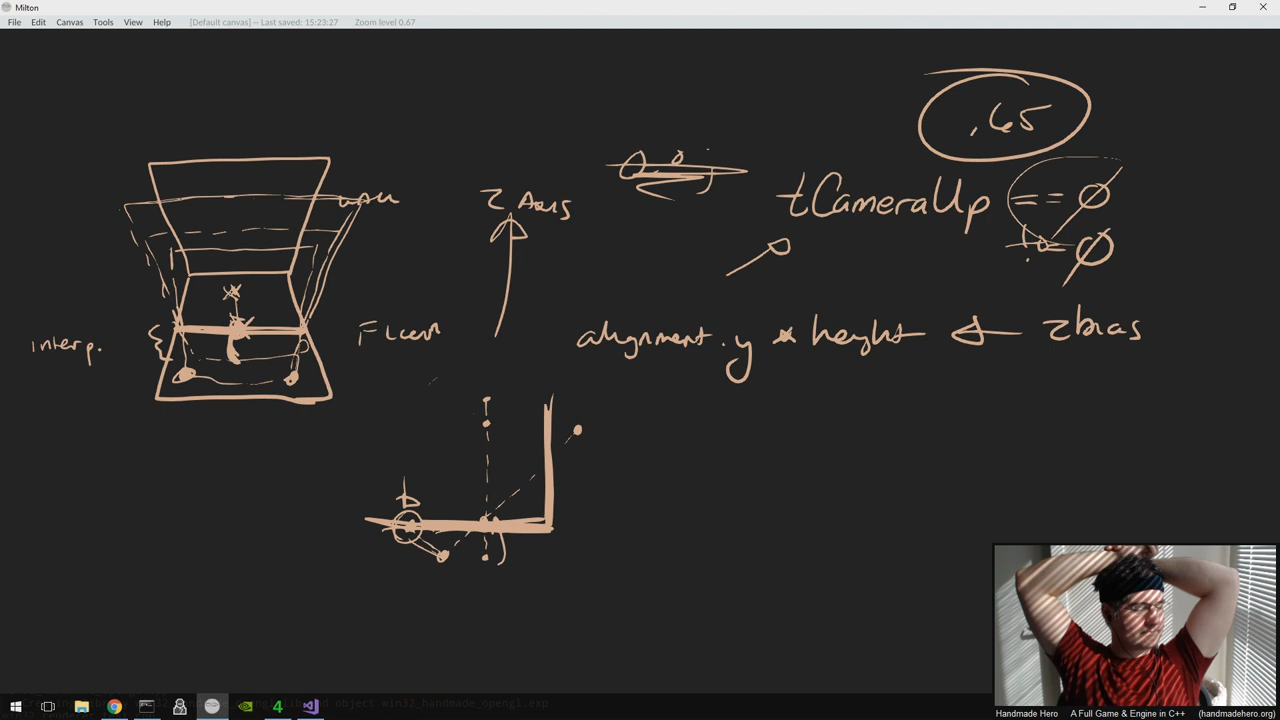 Milton
File Edit Canvas Tools View Help [Default canvas] -- Last saved: 15:23:27 Zoom level 0.67
.65
Z Axis
tCameraUp == 0
!= 0
Interp.
alignment.y * height ← zbias
b
4
Handmade Hero A Full Game & Engine in C++ (handmadehero.org)